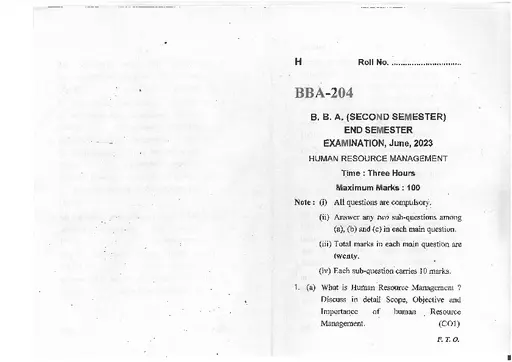 H Roll No. ..............................
BBA-204
B. B. A. (SECOND SEMESTER)
END SEMESTER
EXAMINATION, June, 2023
HUMAN RESOURCE MANAGEMENT
Time : Three Hours
Maximum Marks : 100
Note : (i) All questions are compulsory.
(ii) Answer any two sub-questions among
(a), (b) and (c) in each main question.
(iii) Total marks in each main question are
twenty.
(iv) Each sub-question carries 10 marks.
1. (a) What is Human Resource Management ?
Discuss in detail Scope, Objective and
Importance of human Resource
Management. (CO1)
P. T. O.